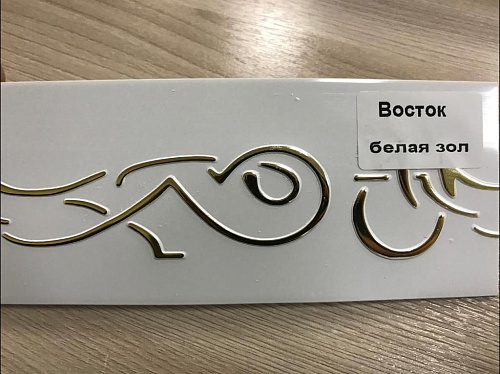 Восток
белая зол